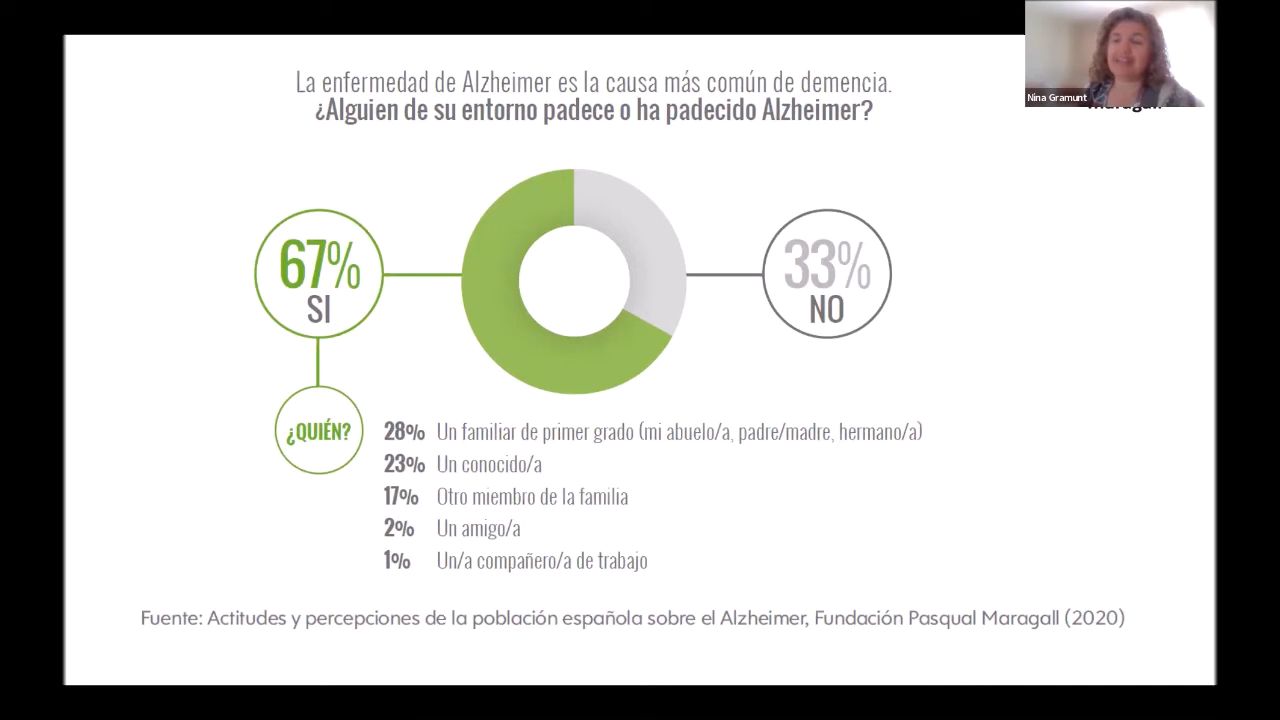 La enfermedad de Alzheimer es la causa más común de demencia.
¿Alguien de su entorno padece o ha padecido Alzheimer?
Nina Gramunt
67%
SI
33%
NO
¿QUIÉN?
28% Un familiar de primer grado (mi abuelo/a, padre/madre, hermano/a)
23% Un conocido/a
17% Otro miembro de la familia
2% Un amigo/a
1% Un/a compañero/a de trabajo
Fuente: Actitudes y percepciones de la población española sobre el Alzheimer, Fundación Pasqual Maragall (2020)